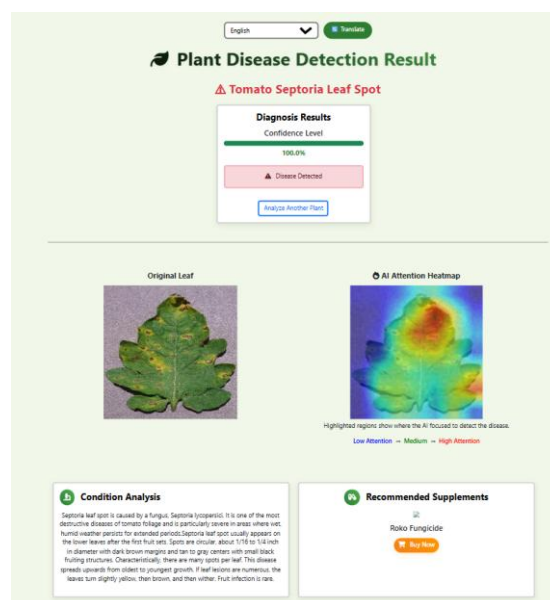 English
Translate
Plant Disease Detection Result
Tomato Septoria Leaf Spot
Diagnosis Results
Confidence Level
100.0%
Disease Detected
Analyze Another Plant
Original Leaf
AI Attention Heatmap
Highlighted regions show where the AI focused to detect the disease.
Low Attention → Medium → High Attention
Condition Analysis
Septoria leaf spot is caused by a fungus, Septoria lycopersici. It is one of the most
destructive diseases of tomato foliage and is particularly severe in areas where wet,
humid weather persists for extended periods.Septoria leaf spot usually appears on
the lower leaves after the first fruit sets. Spots are circular, about 1/16 to 1/4 inch
in diameter with dark brown margins and tan to gray centers with small black
fruiting structures. Characteristically, there are many spots per leaf. This disease
spreads upwards from oldest to youngest growth. If leaf lesions are numerous, the
leaves turn slightly yellow, then brown, and then wither. Fruit infection is rare.
Recommended Supplements
Roko Fungicide
Buy Now